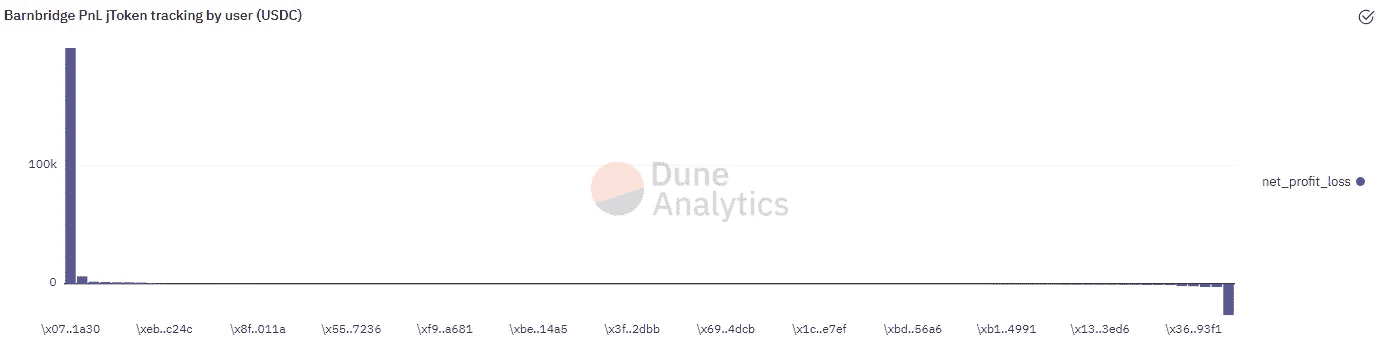 Barnbridge PnL jToken tracking by user (USDC)
100k
Dune
Analytics
net_profit_loss
0
\x07..1a30
\xeb..c24c
\x8f..011a
\x55..7236
\xf9..a681
\xbe..14a5
\x3f..2dbb
\x69..4dcb
\x1c..e7ef
\xbd..56a6
\xb1..4991
\x13..3ed6
\x36..93f1